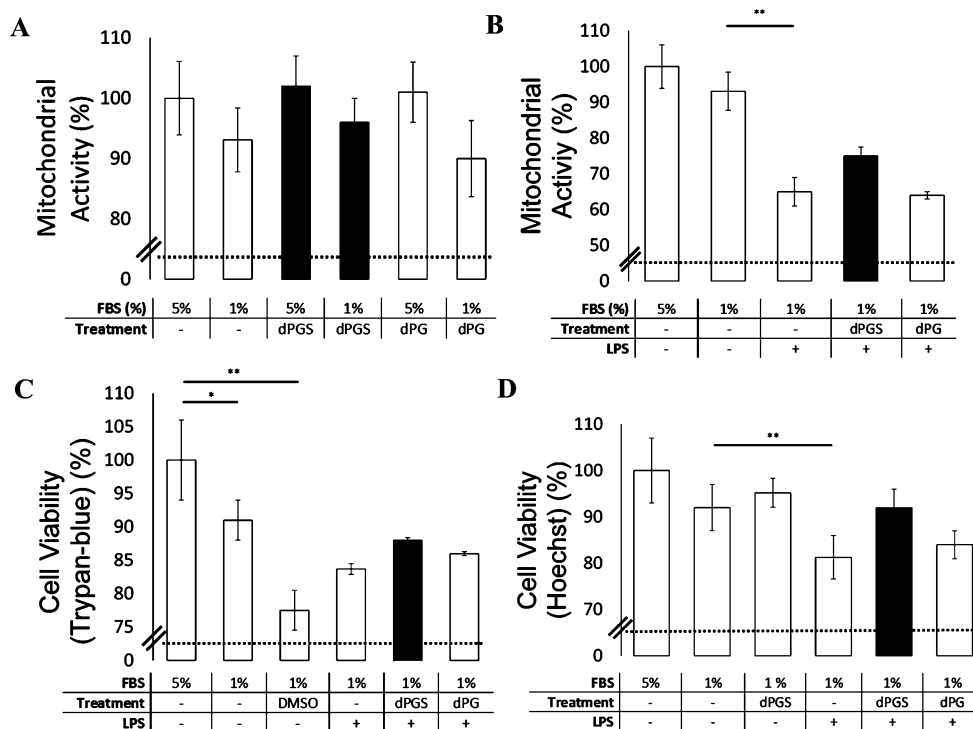 A
Mitochondrial
Activity (%)
110
100
90
80
0
FBS (%) 5% 1% 5% 1% 5% 1%
Treatment - - dPGS dPGS dPG dPG
B
Mitochondrial
Activiy (%)
**
110
100
90
80
70
60
50
0
FBS (%) 5% 1% 1% 1% 1%
Treatment - - - dPGS dPG
LPS - - + + +
C
Cell Viability
(Trypan-blue) (%)
**
*
110
105
100
95
90
85
80
75
0
FBS 5% 1% 1% 1% 1% 1%
Treatment - - DMSO - dPGS dPG
LPS - - - + + +
D
Cell Viability
(Hoechst) (%)
**
110
100
90
80
70
0
FBS 5% 1% 1 % 1% 1% 1%
Treatment - - dPGS - dPGS dPG
LPS - - - + + +